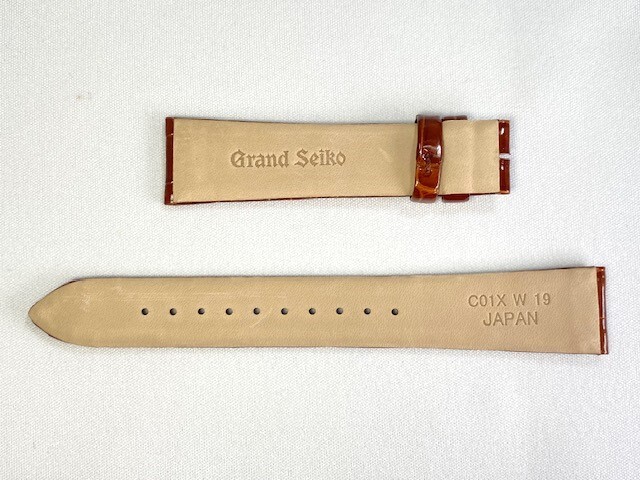 Grand Seiko
C01X W 19
JAPAN